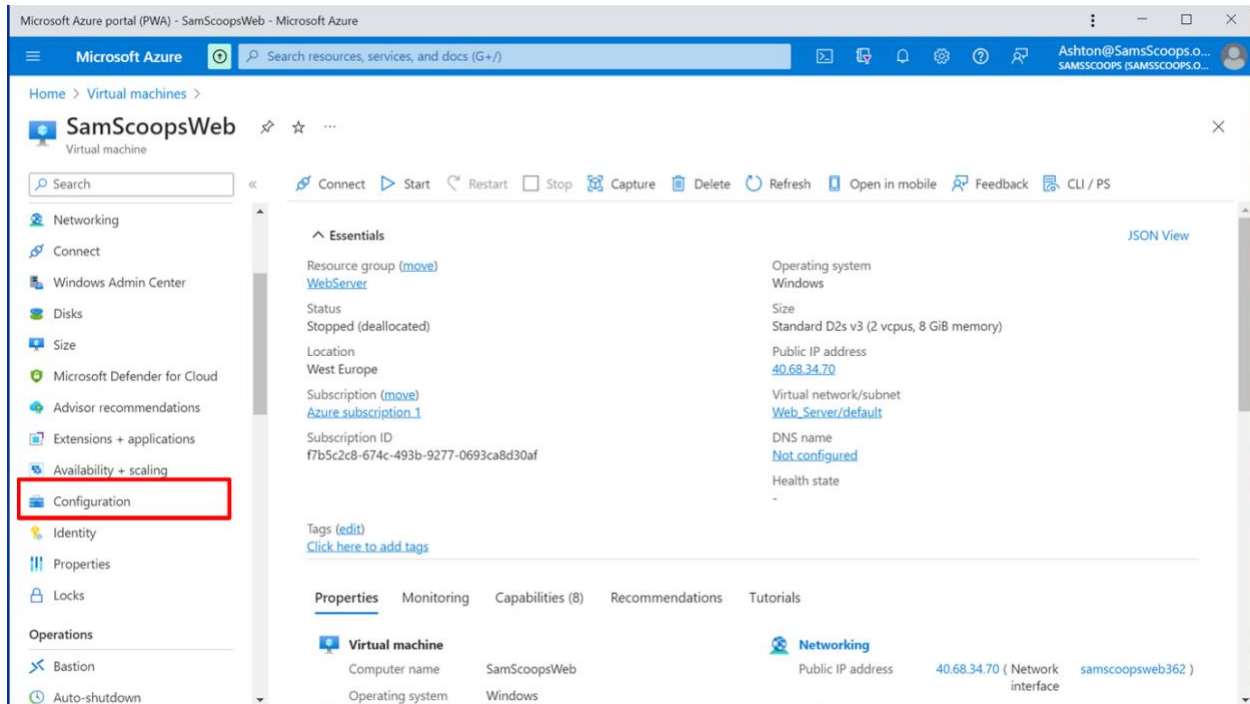 Microsoft Azure portal (PWA) - SamScoopsWeb - Microsoft Azure
Microsoft Azure
Search resources, services, and docs (G+/)
Ashton@SamsScoops.o...
SAMSSCOOPS (SAMSSCOOPS.O...
Home > Virtual machines >
SamScoopsWeb
Virtual machine
Search
Connect Start Restart Stop Capture Delete Refresh Open in mobile Feedback CLI / PS
Networking
Connect
Windows Admin Center
Disks
Size
Microsoft Defender for Cloud
Advisor recommendations
Extensions + applications
Availability + scaling
Configuration
Identity
Properties
Locks
Operations
Bastion
Auto-shutdown
Essentials
JSON View
Resource group (move)
WebServer
Status
Stopped (deallocated)
Location
West Europe
Subscription (move)
Azure subscription 1
Subscription ID
f7b5c2c8-674c-493b-9277-0693ca8d30af
Operating system
Windows
Size
Standard D2s v3 (2 vcpus, 8 GiB memory)
Public IP address
40.68.34.70
Virtual network/subnet
Web_Server/default
DNS name
Not configured
Health state
-
Tags (edit)
Click here to add tags
Properties Monitoring Capabilities (8) Recommendations Tutorials
Virtual machine
Computer name SamScoopsWeb
Operating system Windows
Networking
Public IP address 40.68.34.70 ( Network samscoopsweb362 )
interface